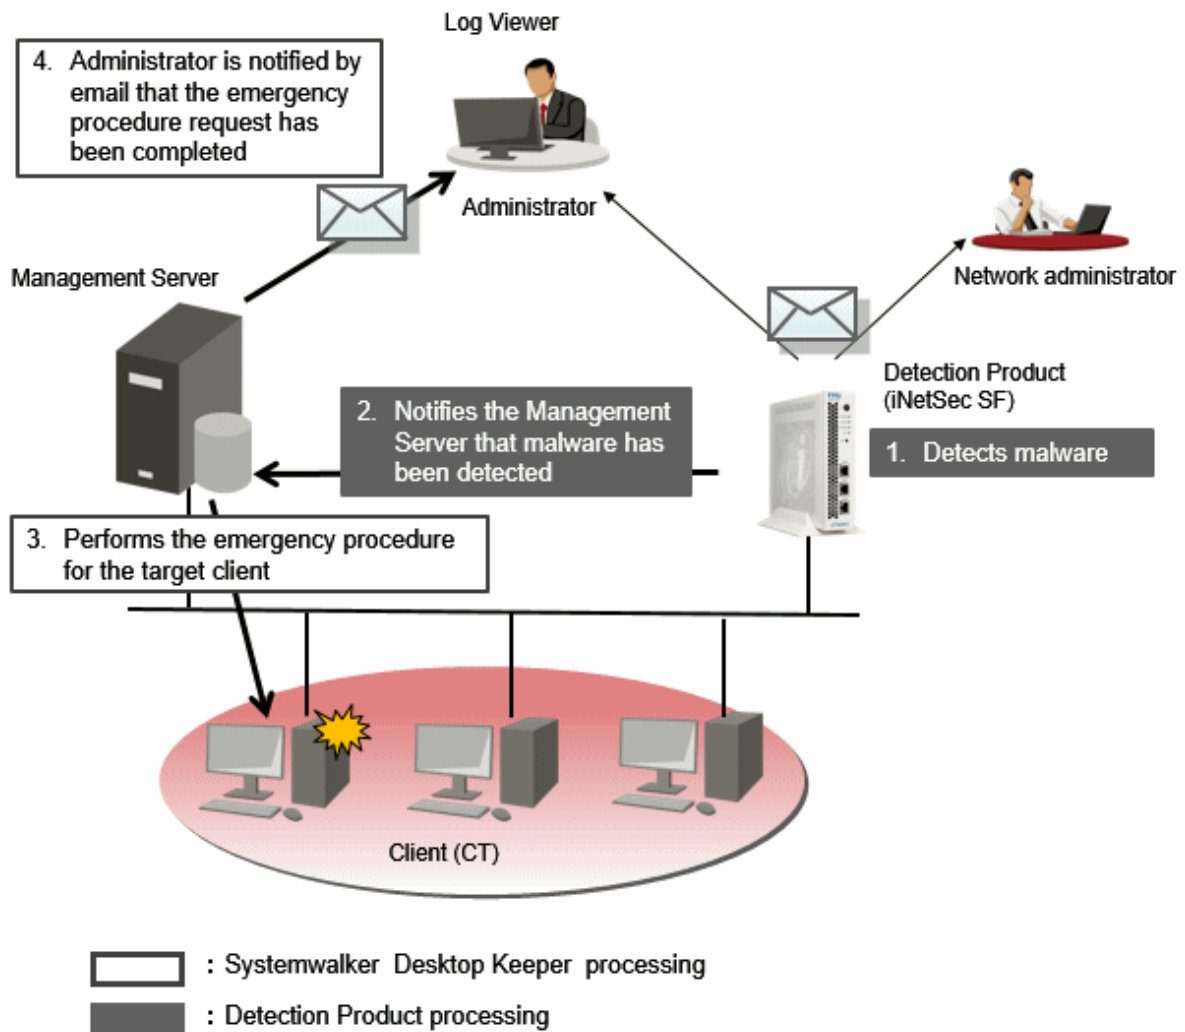 Log Viewer
4. Administrator is notified by
email that the emergency
procedure request has
been completed
Administrator
Management Server
Network administrator
Detection Product
(iNetSec SF)
2. Notifies the Management
Server that malware has
been detected
1. Detects malware
3. Performs the emergency procedure
for the target client
Client (CT)
: Systemwalker Desktop Keeper processing
: Detection Product processing